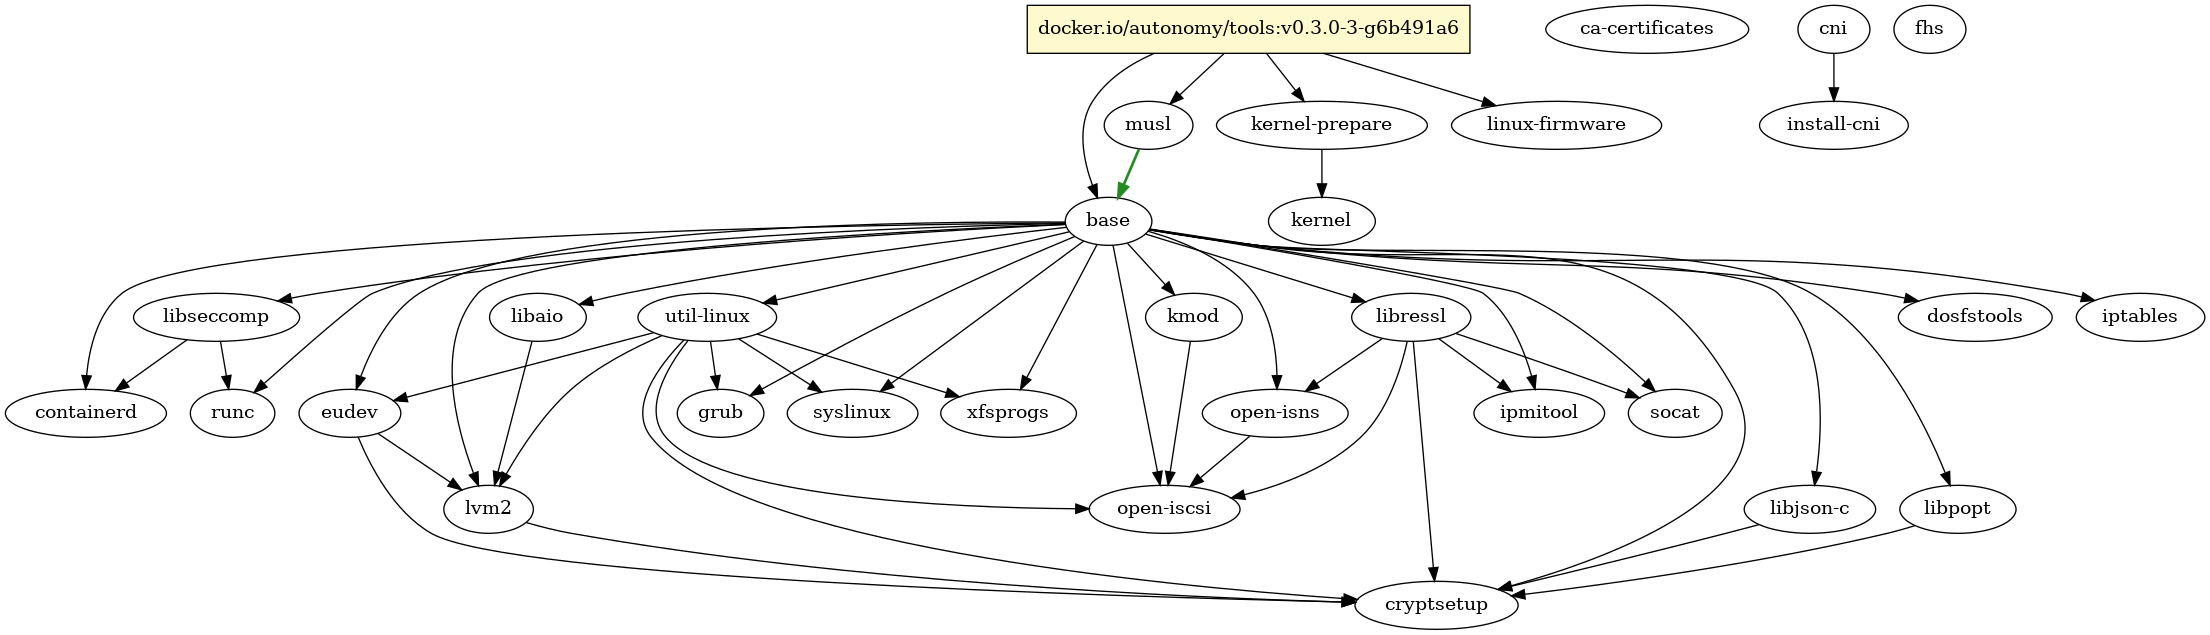 docker.io/autonomy/tools:v0.3.0-3-g6b491a6
ca-certificates
cni
fhs
musl
kernel-prepare
linux-firmware
install-cni
base
kernel
libseccomp
libaio
util-linux
kmod
libressl
dosfstools
iptables
containerd
runc
eudev
grub
syslinux
xfsprogs
open-isns
ipmitool
socat
lvm2
open-iscsi
libjson-c
libpopt
cryptsetup